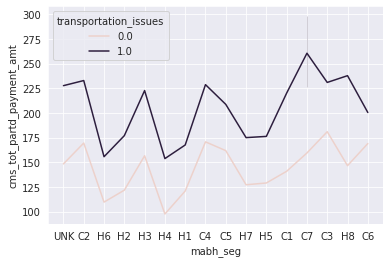 transportation_issues
0.0
1.0
300
275
250
225
200
175
150
125
100
cms_tot_partd_payment_amt
UNK C2 H6 H2 H3 H4 H1 C4 C5 H7 H5 C1 C7 C3 H8 C6
mabh_seg